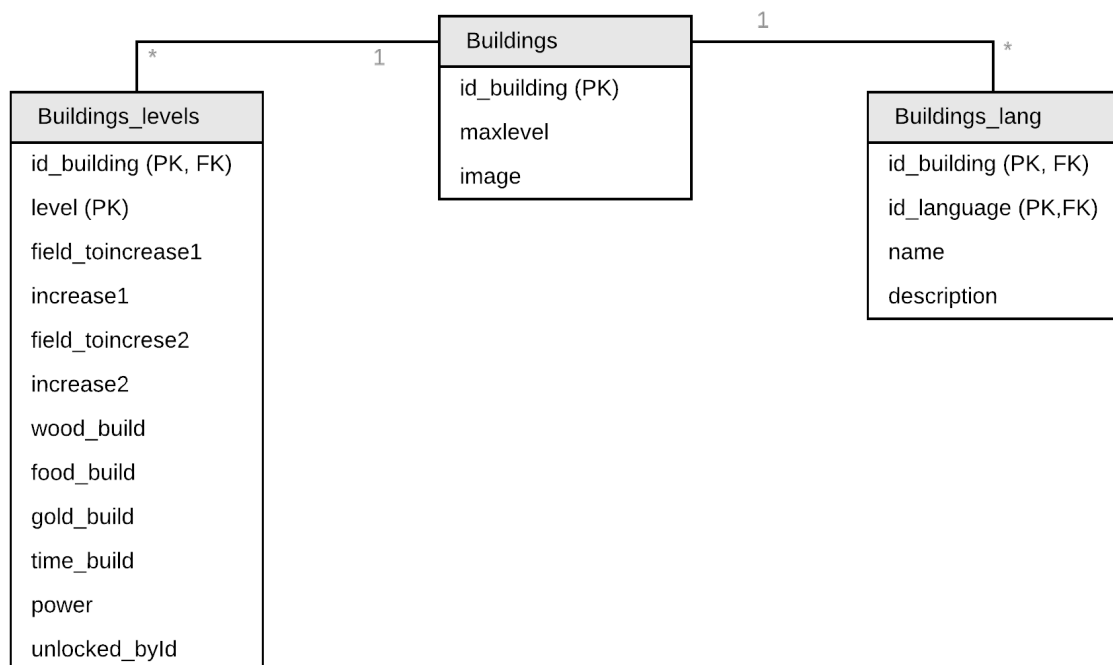 Buildings
id_building (PK)
maxlevel
image
1
*
1
*
Buildings_levels
id_building (PK, FK)
level (PK)
field_toincrease1
increase1
field_toincrese2
increase2
wood_build
food_build
gold_build
time_build
power
unlocked_byId
Buildings_lang
id_building (PK, FK)
id_language (PK,FK)
name
description